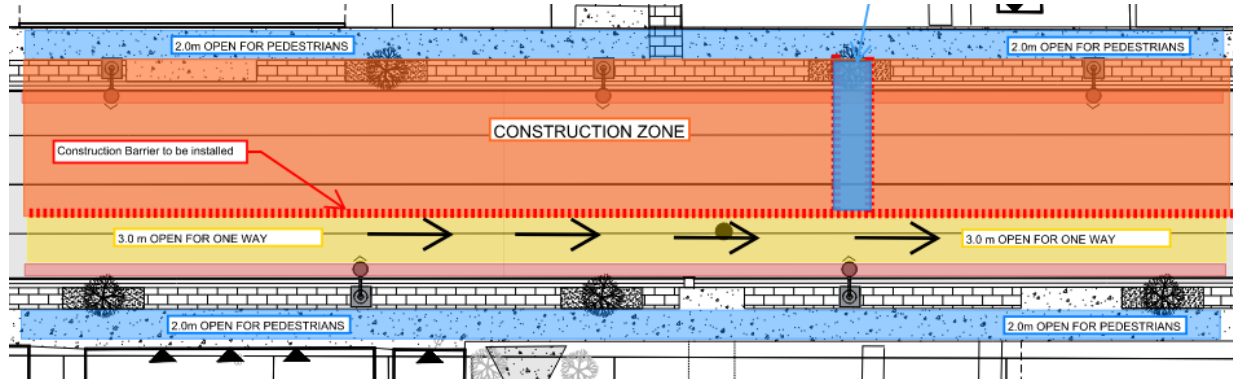 2.0m OPEN FOR PEDESTRIANS
2.0m OPEN FOR PEDESTRIANS
CONSTRUCTION ZONE
Construction Barrier to be installed
3.0 m OPEN FOR ONE WAY
3.0 m OPEN FOR ONE WAY
2.0m OPEN FOR PEDESTRIANS
2.0m OPEN FOR PEDESTRIANS